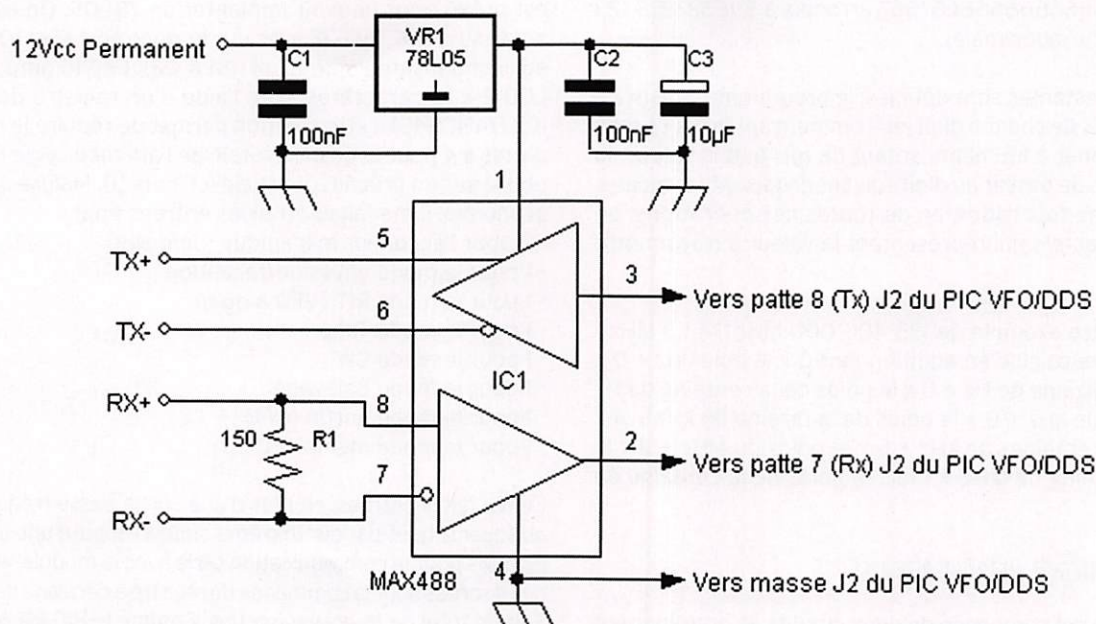 12Vcc Permanent
C1
VR1
78L05
C2
C3
100nF
100nF
10µF
1
TX+
5
3
Vers patte 8 (Tx) J2 du PIC VFO/DDS
TX-
6
IC1
RX+
8
150
R1
2
Vers patte 7 (Rx) J2 du PIC VFO/DDS
7
RX-
MAX488
4
Vers masse J2 du PIC VFO/DDS